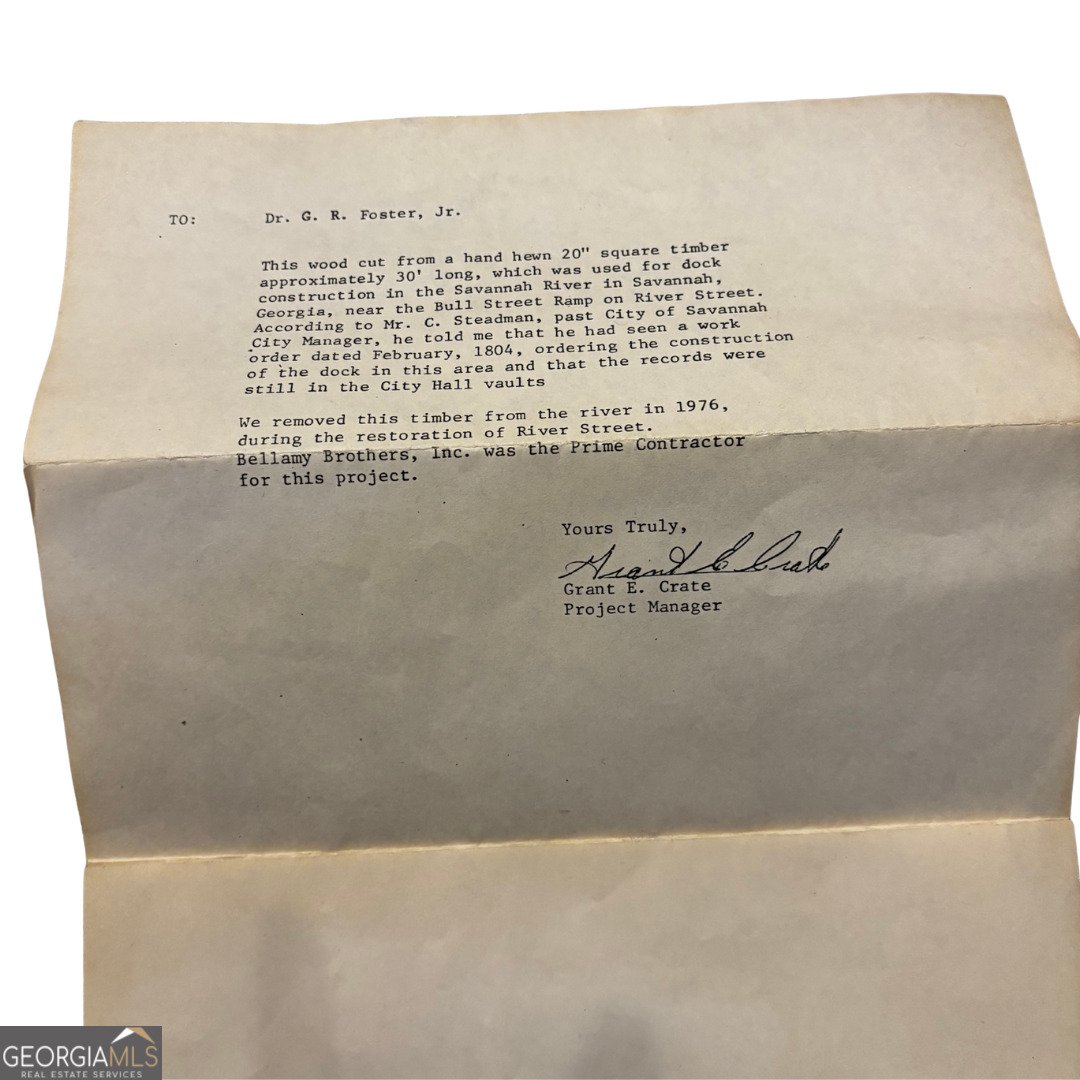 TO: Dr. G. R. Foster, Jr.
This wood cut from a hand hewn 20" square timber
approximately 30' long, which was used for dock
construction in the Savannah River in Savannah,
Georgia, near the Bull Street Ramp on River Street.
According to Mr. C. Steadman, past City of Savannah
City Manager, he told me that he had seen a work
order dated February, 1804, ordering the construction
of the dock in this area and that the records were
still in the City Hall vaults
We removed this timber from the river in 1976,
during the restoration of River Street.
Bellamy Brothers, Inc. was the Prime Contractor
for this project.
Yours Truly,
Grant E Crate
Grant E. Crate
Project Manager
GEORGIAMLS
REAL ESTATE SERVICES